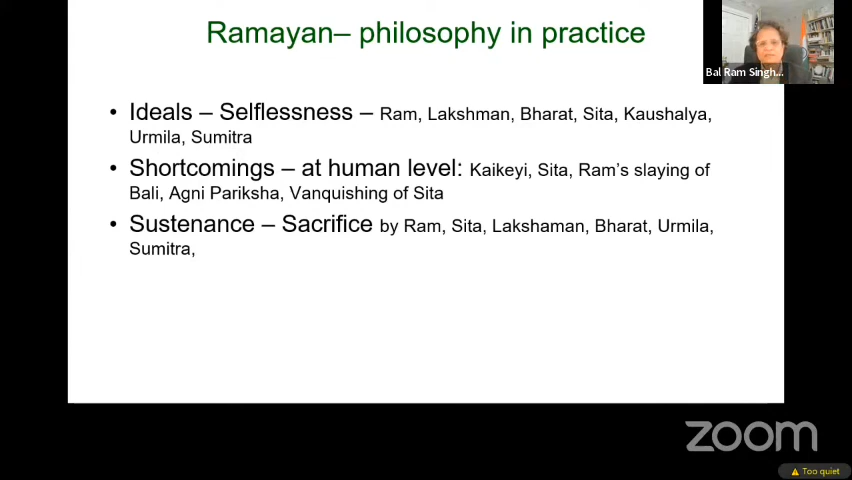 Ramayan– philosophy in practice
Bal Ram Singh...
• Ideals – Selflessness – Ram, Lakshman, Bharat, Sita, Kaushalya,
Urmila, Sumitra
• Shortcomings – at human level: Kaikeyi, Sita, Ram's slaying of
Bali, Agni Pariksha, Vanquishing of Sita
• Sustenance – Sacrifice by Ram, Sita, Lakshaman, Bharat, Urmila,
Sumitra,
zoom
Too quiet